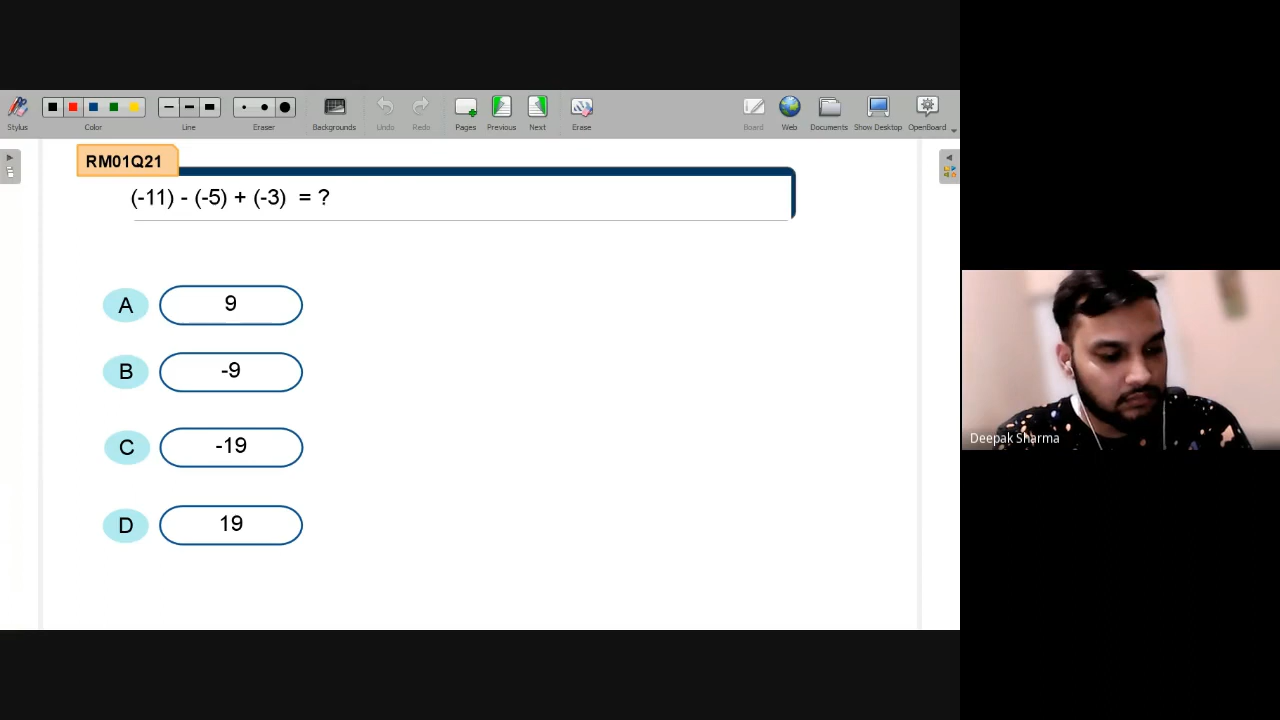 Stylus
Color
Line
Eraser
Backgrounds
Undo
Redo
Pages
Previous
Next
Erase
Board
Web
Documents
Show Desktop
OpenBoard
RM01Q21
(-11) - (-5) + (-3) = ?
A 9
B -9
C -19
D 19
Deepak Sharma